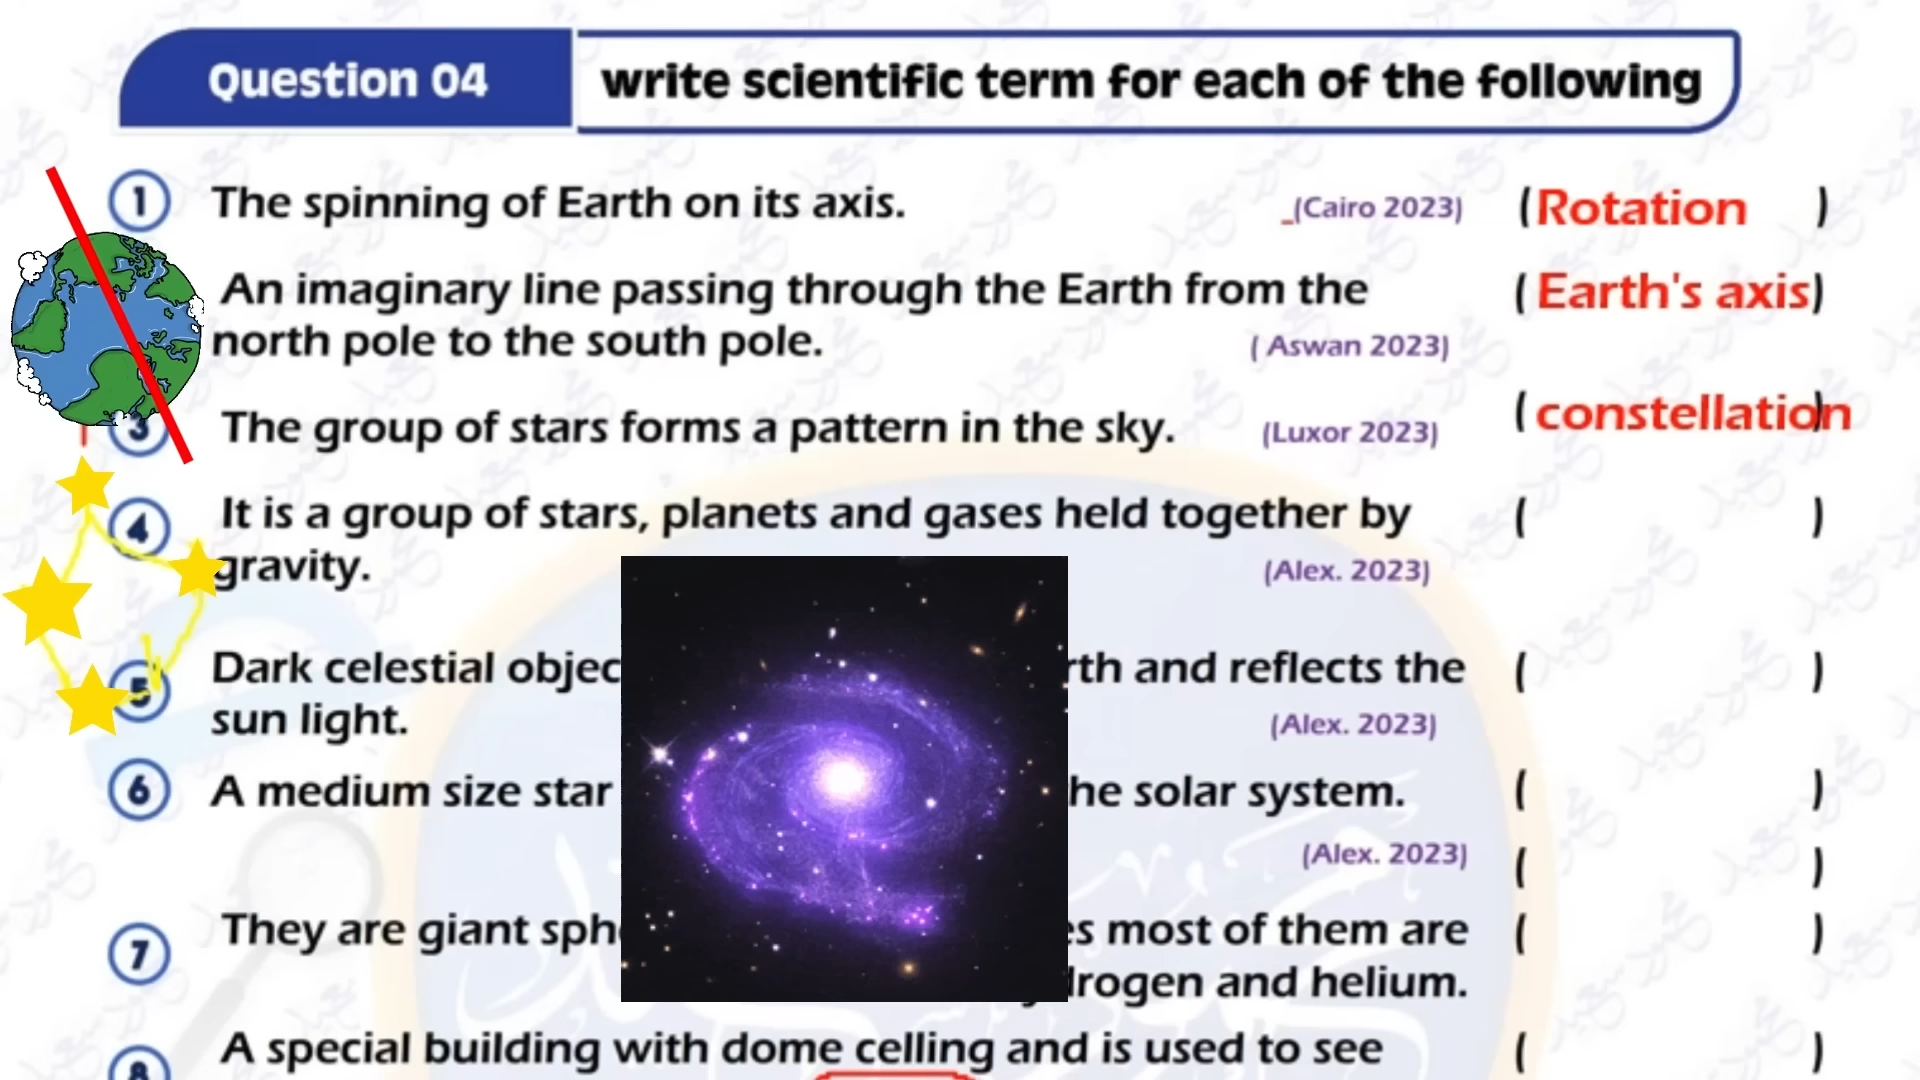 Question 04 write scientific term for each of the following
1 The spinning of Earth on its axis. _(Cairo 2023) (Rotation )
An imaginary line passing through the Earth from the ( Earth's axis)
north pole to the south pole. ( Aswan 2023)
3 The group of stars forms a pattern in the sky. (Luxor 2023) ( constellation)
4 It is a group of stars, planets and gases held together by ( )
gravity. (Alex. 2023)
5 Dark celestial and reflects the ( )
sun light. (Alex. 2023)
6 A medium size star solar system. ( )
(Alex. 2023) ( )
7 They are giant most of them are ( )
and helium.
8 A special building with dome celling and is used to see ( )